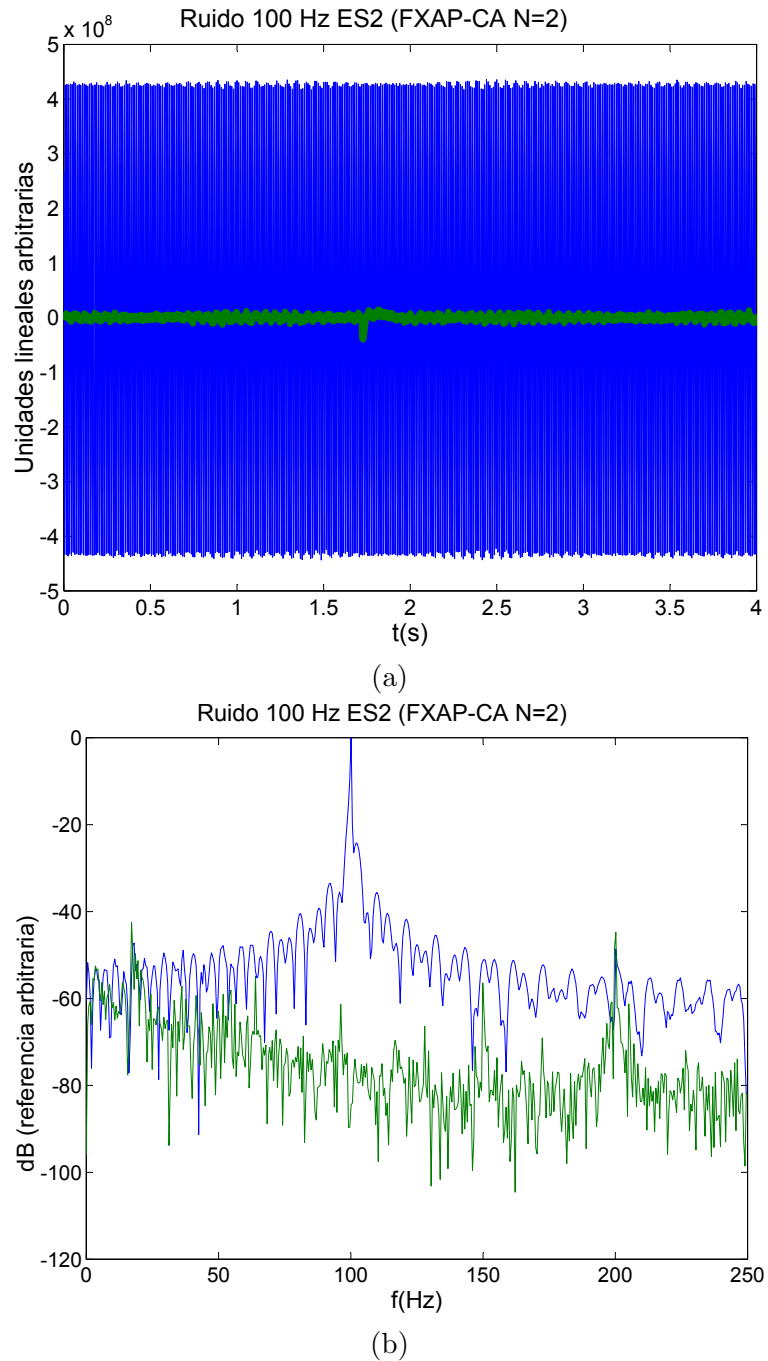 Ruido 100 Hz ES2 (FXAP-CA N=2)
x 10^8
5
4
3
2
1
0
-1
-2
-3
-4
-5
Unidades lineales arbitrarias
0 0.5 1 1.5 2 2.5 3 3.5 4
t(s)
(a)
Ruido 100 Hz ES2 (FXAP-CA N=2)
0
-20
-40
-60
-80
-100
-120
dB (referencia arbitraria)
0 50 100 150 200 250
f(Hz)
(b)